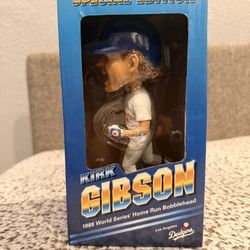 SPECIAL EDITION
KIRK
GIBSON
1988 World Series Home Run Bobblehead
Los Angeles
Dodgers